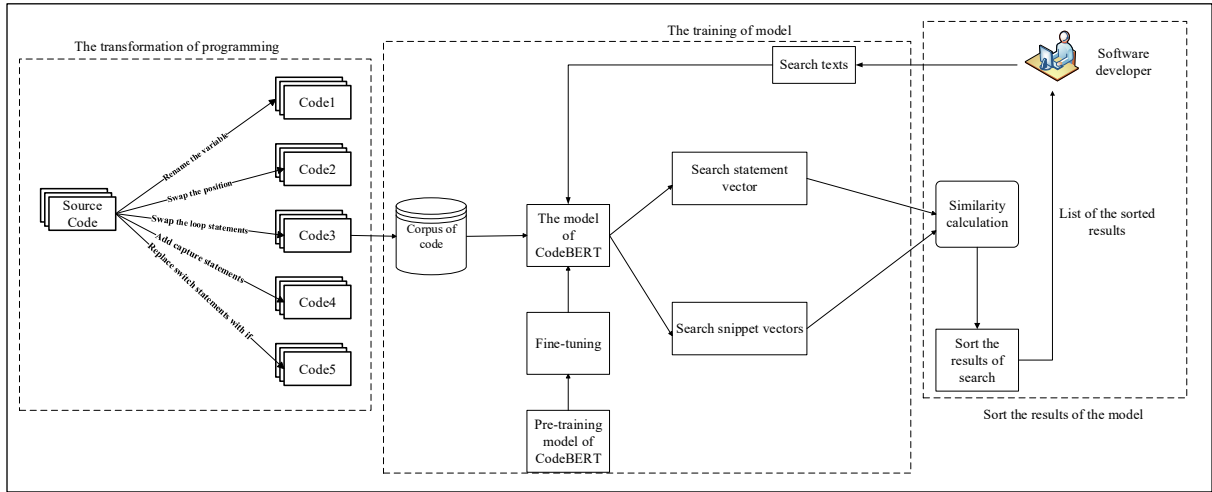 The transformation of programming
Source
Code
Rename the variable
Swap the position
Swap the loop statements
Add capture statements
Replace switch statements with if
Code1
Code2
Code3
Code4
Code5
The training of model
Search texts
Corpus of
code
The model
of
CodeBERT
Fine-tuning
Pre-training
model of
CodeBERT
Search statement
vector
Search snippet vectors
Software
developer
Similarity
calculation
List of the sorted
results
Sort the
results of
search
Sort the results of the model